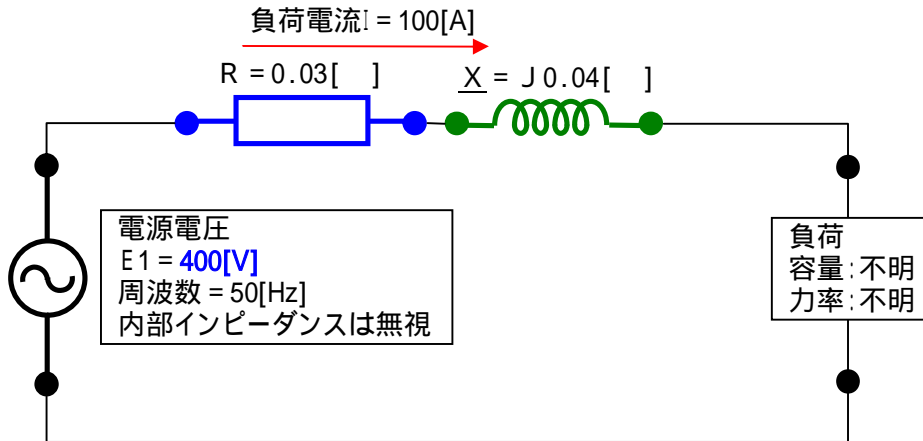 負荷電流I = 100[A]
R = 0.03[ ]
X = J 0.04[ ]
電源電圧
E1 = 400[V]
周波数 = 50[Hz]
内部インピーダンスは無視
負荷
容量:不明
力率:不明